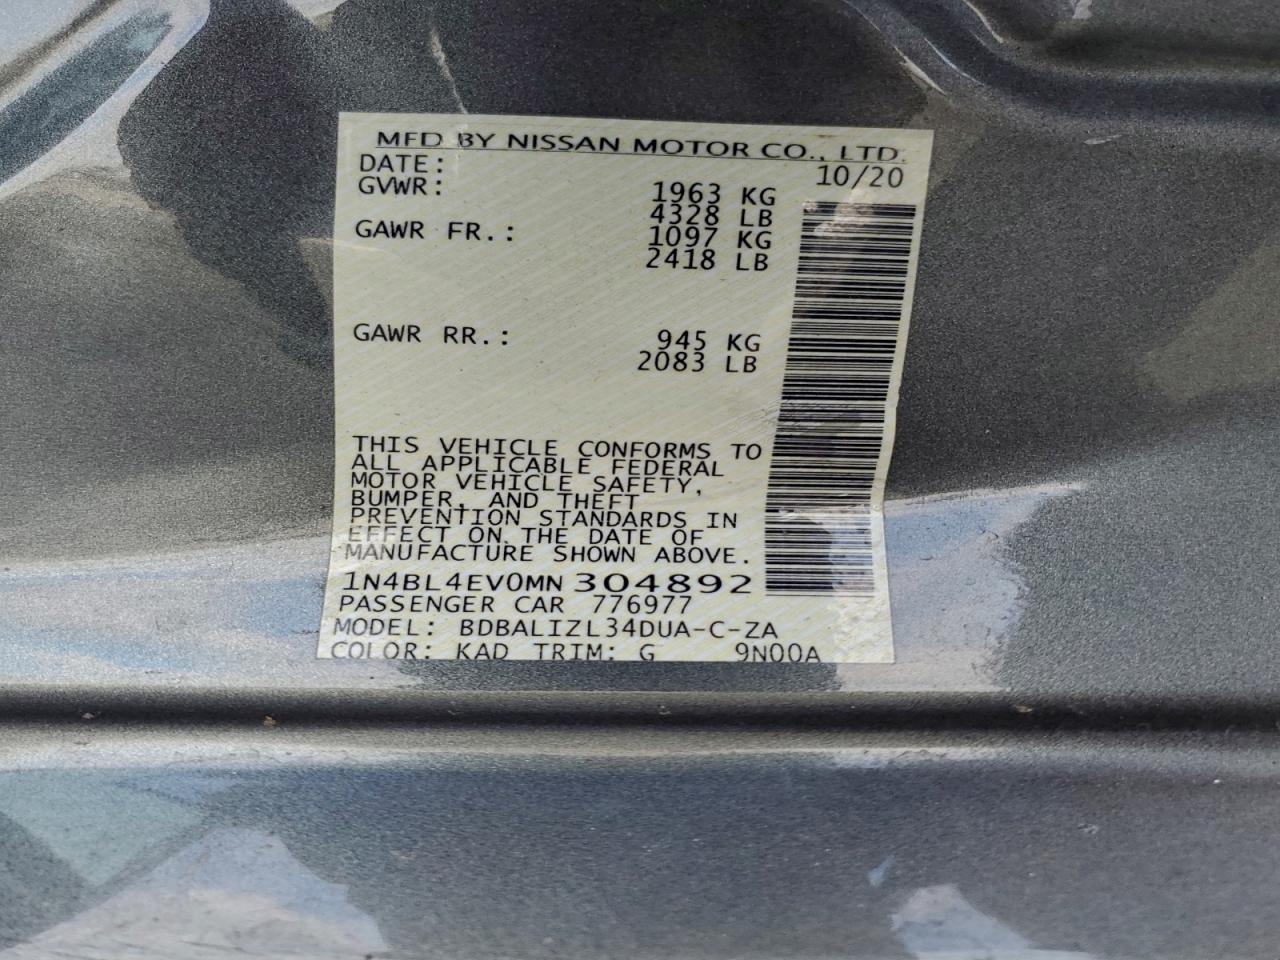 MFD BY NISSAN MOTOR CO., LTD.
DATE: 10/20
GVWR: 1963 KG
4328 LB
GAWR FR.: 1097 KG
2418 LB
GAWR RR.: 945 KG
2083 LB
THIS VEHICLE CONFORMS TO
ALL APPLICABLE FEDERAL
MOTOR VEHICLE SAFETY,
BUMPER, AND THEFT
PREVENTION STANDARDS IN
EFFECT ON THE DATE OF
MANUFACTURE SHOWN ABOVE.
1N4BL4EV0MN304892
PASSENGER CAR 776977
MODEL: BDBALIZL34DUA-C-ZA
COLOR: KAD TRIM: G 9N00A